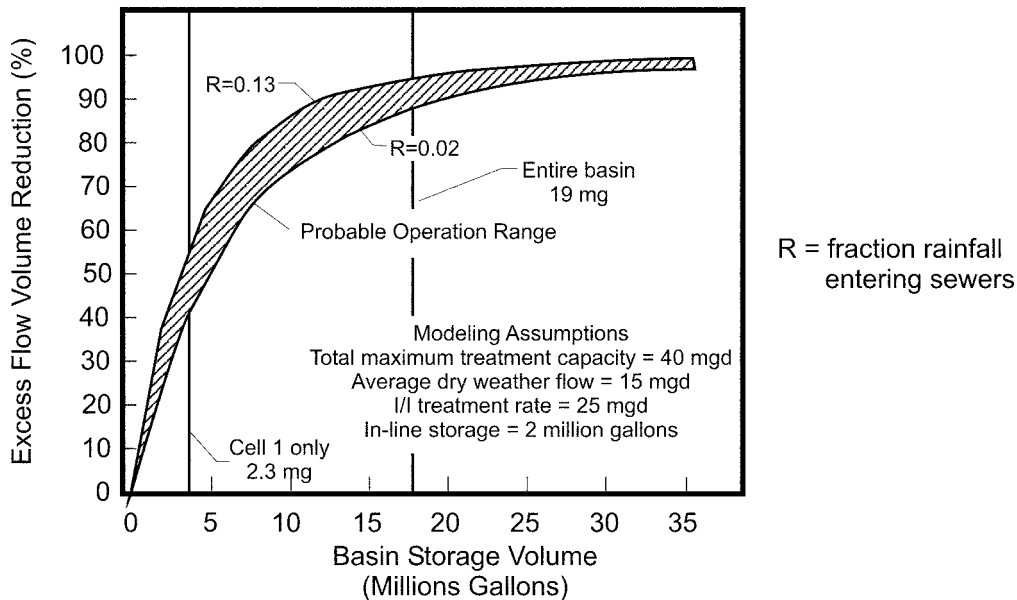 Excess Flow Volume Reduction (%)
100
90
80
70
60
50
40
30
20
10
0
R=0.13
R=0.02
Entire basin
19 mg
Probable Operation Range
R = fraction rainfall
entering sewers
Modeling Assumptions
Total maximum treatment capacity = 40 mgd
Average dry weather flow = 15 mgd
I/I treatment rate = 25 mgd
In-line storage = 2 million gallons
Cell 1 only
2.3 mg
0 5 10 15 20 25 30 35
Basin Storage Volume
(Millions Gallons)